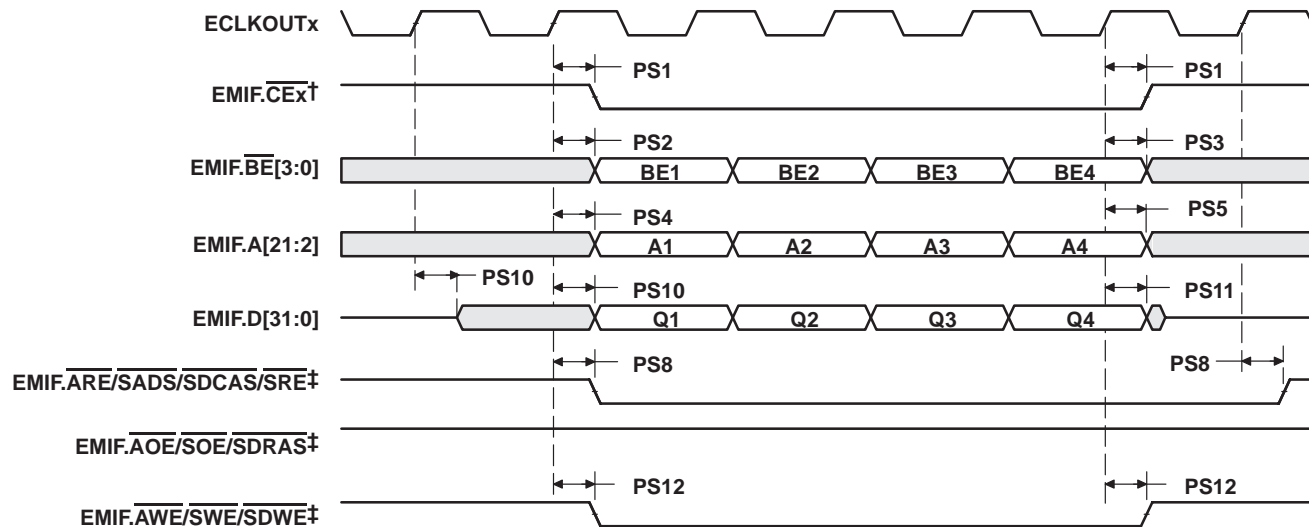 ECLKOUTx
PS1 PS1
EMIF.CEx†
PS2 PS3
EMIF.BE[3:0] BE1 BE2 BE3 BE4
PS4 PS5
EMIF.A[21:2] A1 A2 A3 A4
PS10 PS10 PS11
EMIF.D[31:0] Q1 Q2 Q3 Q4
PS8 PS8
EMIF.ARE/SADS/SDCAS/SRE‡
EMIF.AOE/SOE/SDRAS‡
PS12 PS12
EMIF.AWE/SWE/SDWE‡